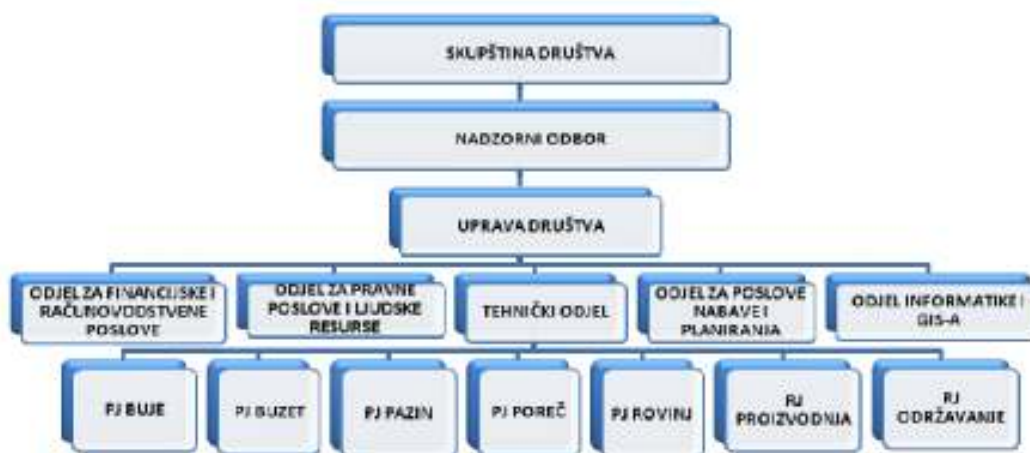 SKUPŠTINA DRUŠTVA
NADZORNI ODBOR
UPRAVA DRUŠTVA
ODJEL ZA FINANCIJSKE I
RAČUNOVODSTVENE
POSLOVE
ODJEL ZA PRAVNE
POSLOVE I LJUDSKE
RESURSE
TEHNIČKI ODJEL
ODJEL ZA POSLOVE
NABAVE I
PLANIRANJA
ODJEL INFORMATIKE I
GIS-A
PJ BUJE
PJ BUZET
PJ PAZIN
PJ POREČ
PJ ROVINJ
RJ
PROIZVODNJA
RJ
ODRŽAVANJE